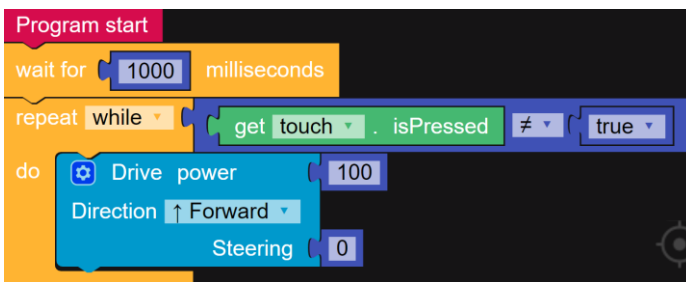 Program start
wait for 1000 milliseconds
repeat while get touch . isPressed ≠ true
do Drive power 100
Direction ↑ Forward
Steering 0